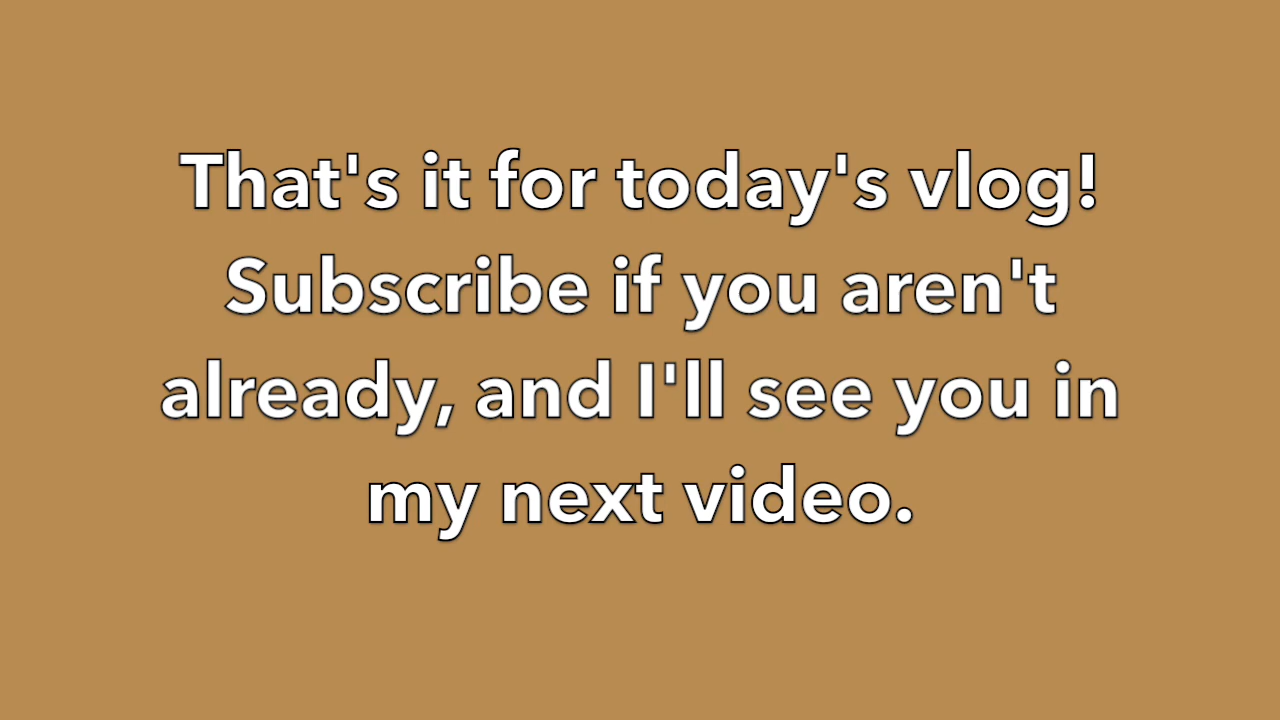 That's it for today's vlog!
Subscribe if you aren't
already, and I'll see you in
my next video.